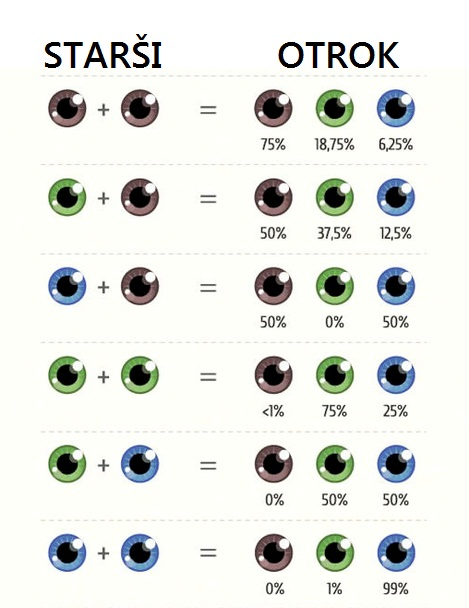 STARŠI OTROK
+ =
75% 18,75% 6,25%
+ =
50% 37,5% 12,5%
+ =
50% 0% 50%
+ =
<1% 75% 25%
+ =
0% 50% 50%
+ =
0% 1% 99%